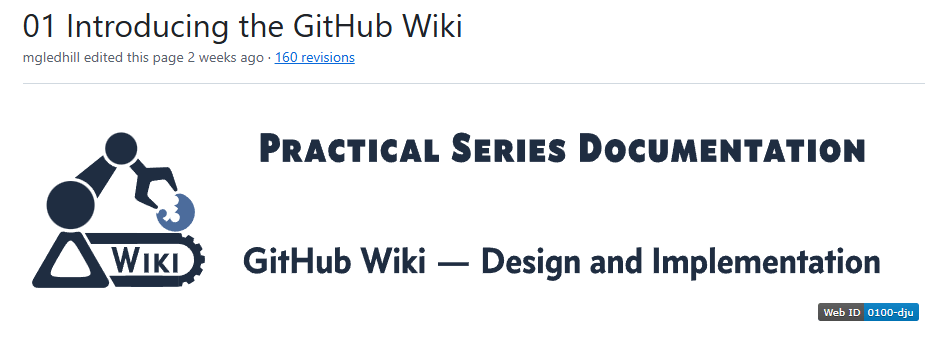 01 Introducing the GitHub Wiki
mgledhill edited this page 2 weeks ago · 160 revisions
Practical Series Documentation
Wiki
GitHub Wiki — Design and Implementation
Web ID 0100-dju